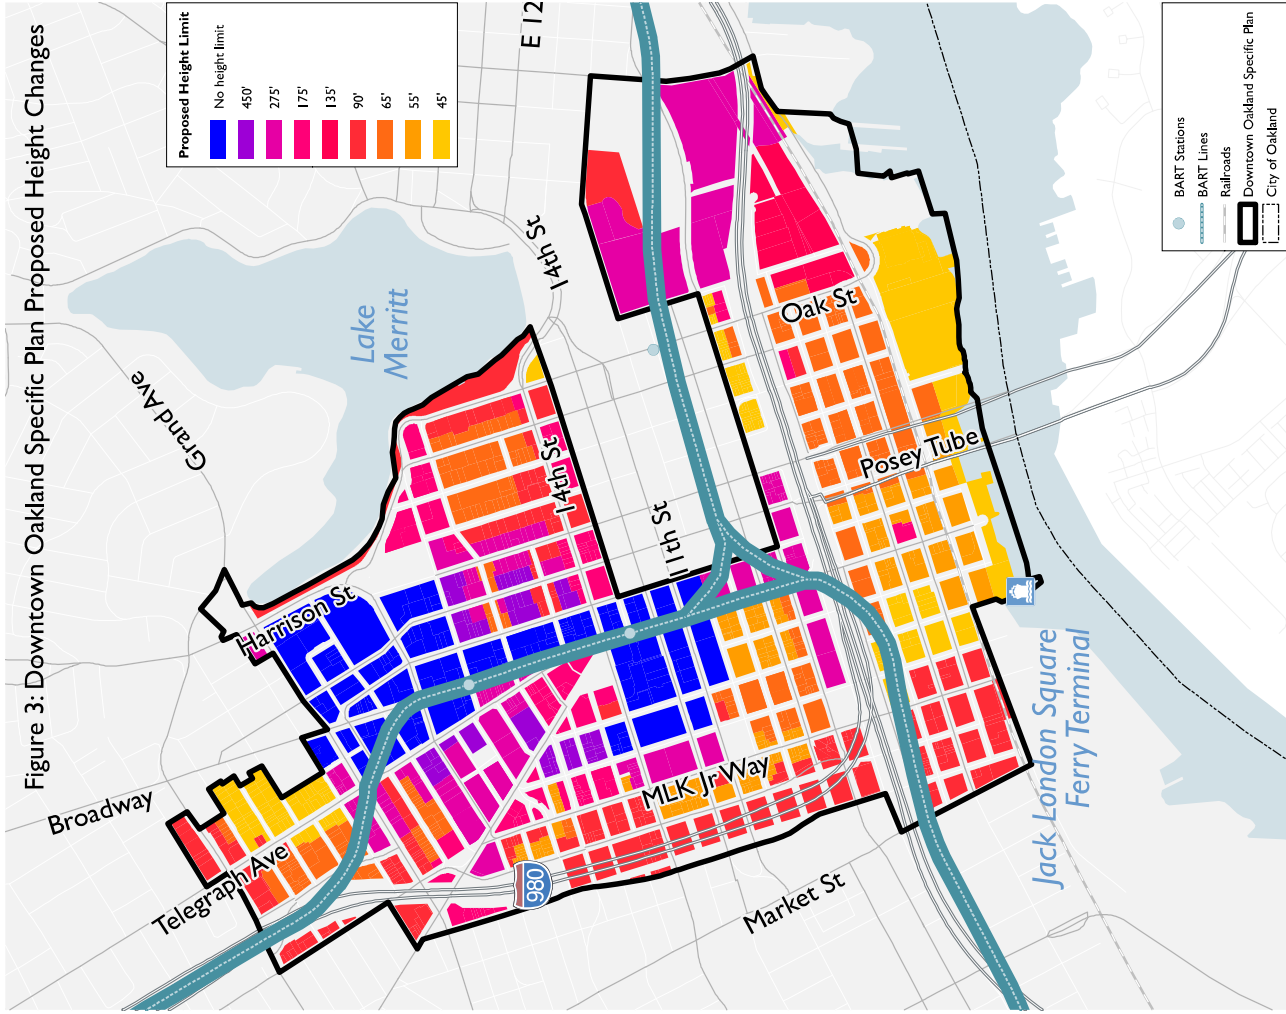 Figure 3: Downtown Oakland Specific Plan Proposed Height Changes
Proposed Height Limit
No height limit
450'
275'
175'
135'
90'
65'
55'
45'
BART Stations
BART Lines
Railroads
Downtown Oakland Specific Plan
City of Oakland
E 12
14th St
Lake
Merritt
Grand Ave
Oak St
14th St
Posey Tube
11th St
Harrison St
Broadway
Telegraph Ave
MLK Jr Way
980
Market St
Jack London Square
Ferry Terminal